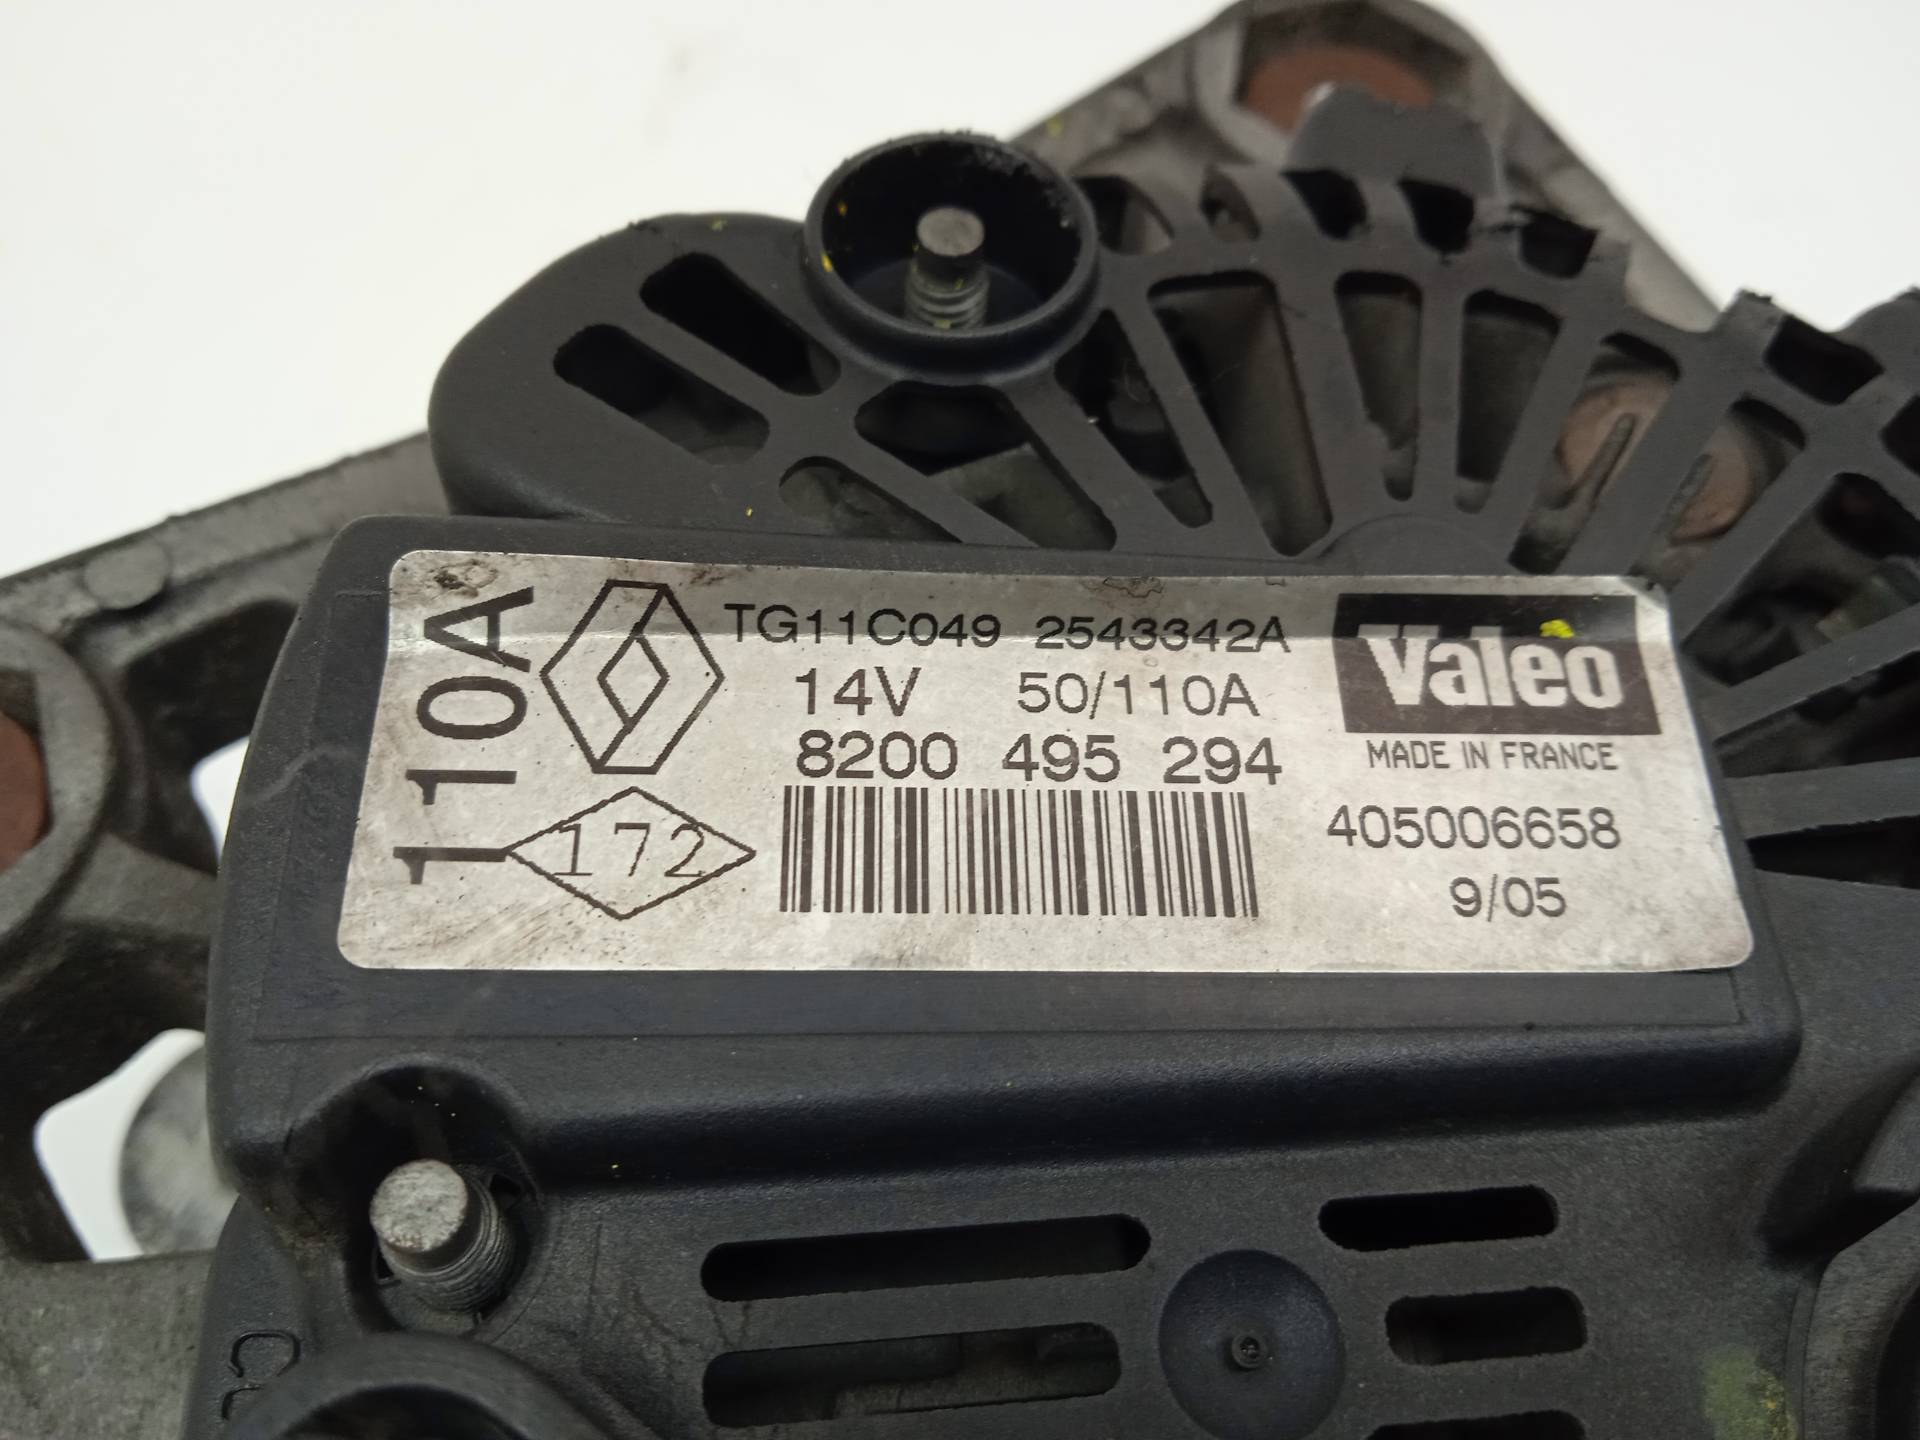 110A
TG11C049 2543342A
14V 50/110A
8200 495 294
172
Valeo
MADE IN FRANCE
405006658
9/05